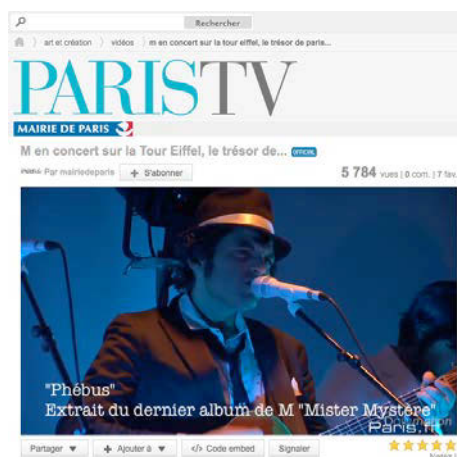 Rechercher
art et création 〉 vidéos 〉 m en concert sur la tour eiffel, le trésor de paris...
PARISTV
MAIRIE DE PARIS
M en concert sur la Tour Eiffel, le trésor de... OFFICIAL
Par mairiedeparis + S'abonner 5 784 vues | 0 com. | 7 fav.
"Phébus"
Extrait du dernier album de M "Mister Mystère"
Paris.fr
Partager ▼ + Ajouter à ▼ </> Code embed Signaler